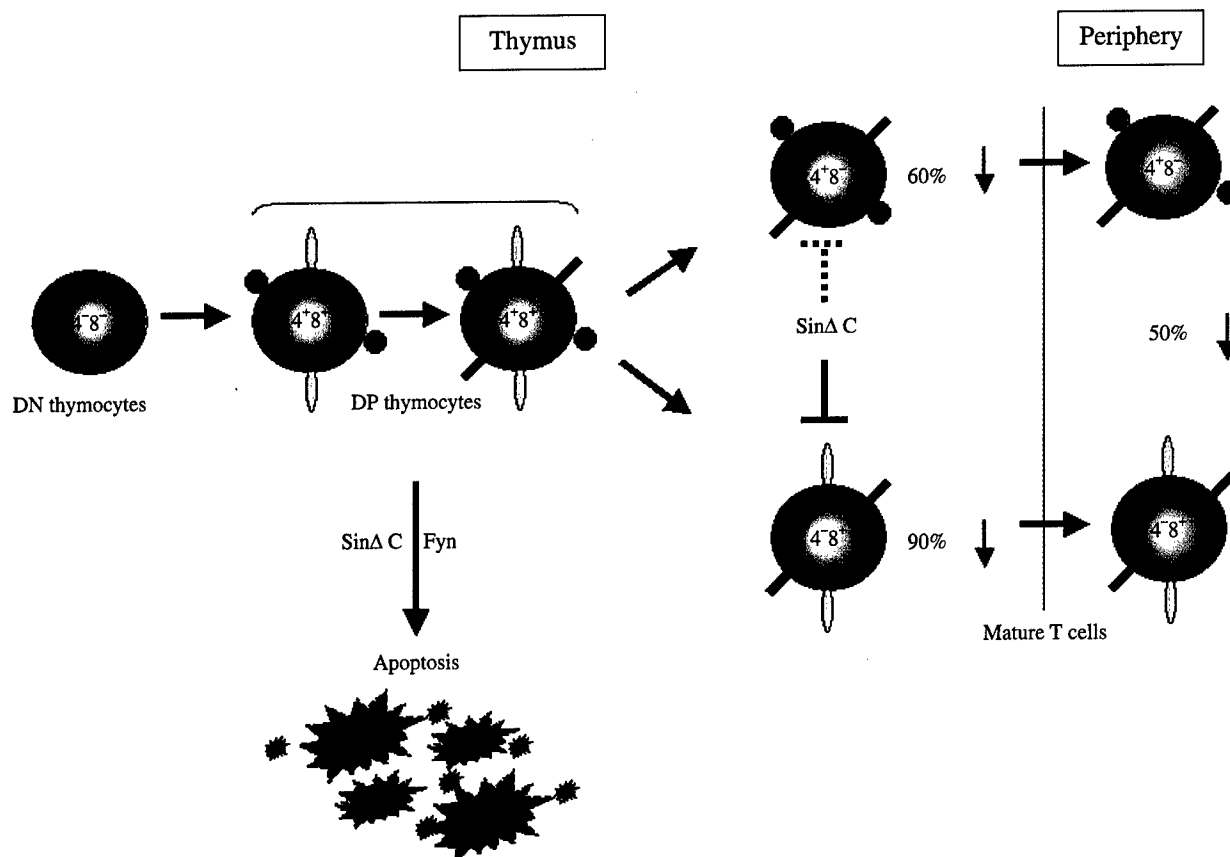 Thymus
Periphery
4⁺8⁻
60%
4⁺8⁻
4⁻8⁻
4⁺8⁺
4⁺8⁺
SinΔ C
50%
DN thymocytes
DP thymocytes
4⁻8⁺
90%
4⁻8⁺
SinΔ C
Fyn
Mature T cells
Apoptosis